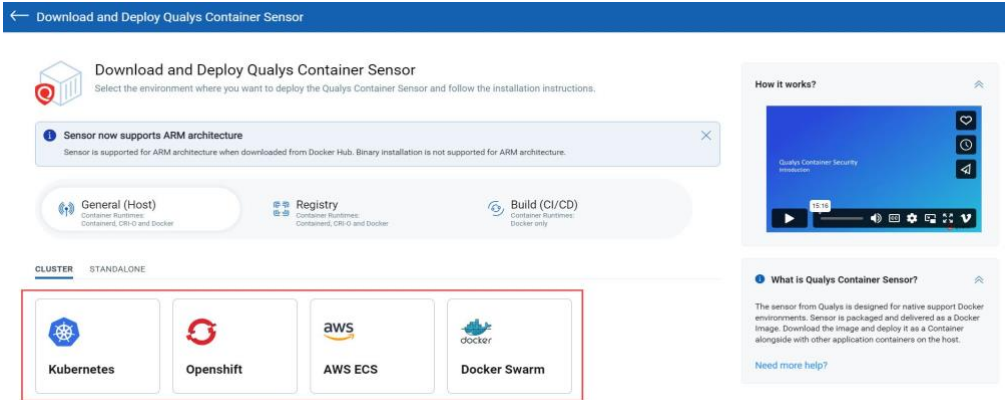 Download and Deploy Qualys Container Sensor
Download and Deploy Qualys Container Sensor
Select the environment where you want to deploy the Qualys Container Sensor and follow the installation instructions.
Sensor now supports ARM architecture
Sensor is supported for ARM architecture when downloaded from Docker Hub. Binary installation is not supported for ARM architecture.
General (Host)
Container Runtimes:
Containerd, CRI-O and Docker
Registry
Container Runtimes:
Containerd, CRI-O and Docker
Build (CI/CD)
Container Runtimes:
Docker only
CLUSTER STANDALONE
Kubernetes
Openshift
aws
AWS ECS
docker
Docker Swarm
How it works?
Qualys Container Security
Introduction
15:16
What is Qualys Container Sensor?
The sensor from Qualys is designed for native support Docker
environments. Sensor is packaged and delivered as a Docker
Image. Download the image and deploy it as a Container
alongside with other application containers on the host.
Need more help?